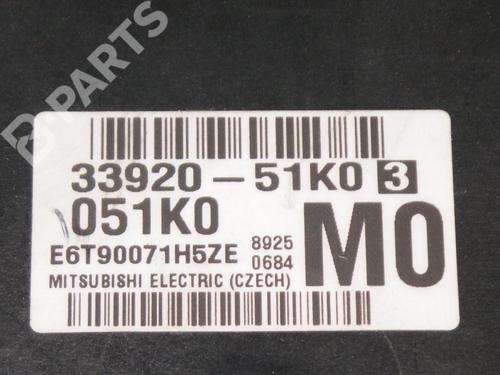 B-PARTS
33920-51K0 3
051K0
M0
E6T90071H5ZE
8925
0684
MITSUBISHI ELECTRIC (CZECH)